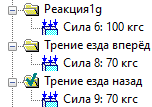 Реакция1g
Сила 6: 100 кгс
Трение езда вперёд
Сила 8: 70 кгс
Трение езда назад
Сила 9: 70 кгс